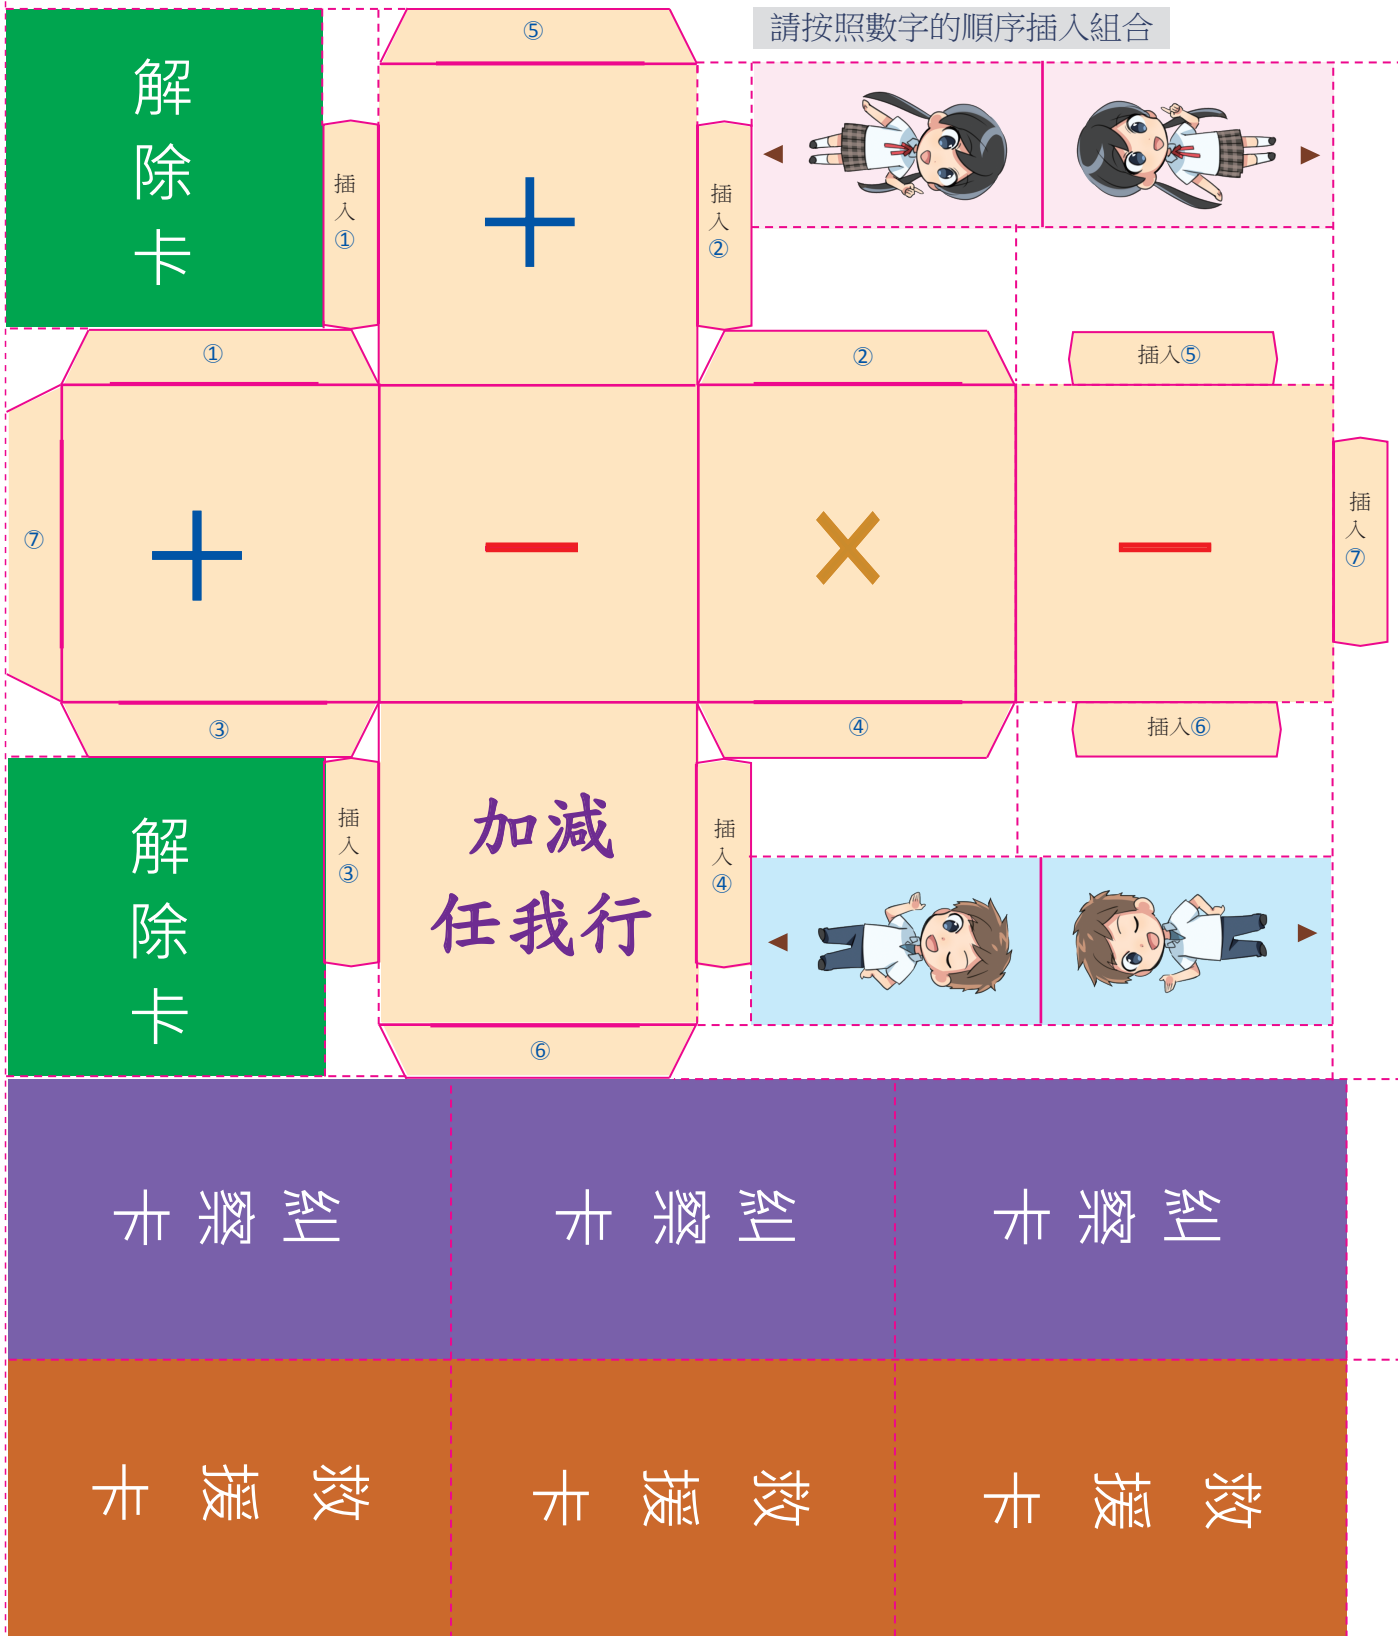 請按照數字的順序插入組合
解除卡
⑤
插入①
+
插入②
①
②
插入⑤
⑦
+
−
×
−
插入⑦
③
④
插入⑥
解除卡
插入③
加減
任我行
插入④
⑥
糾察卡
糾察卡
糾察卡
救援卡
救援卡
救援卡